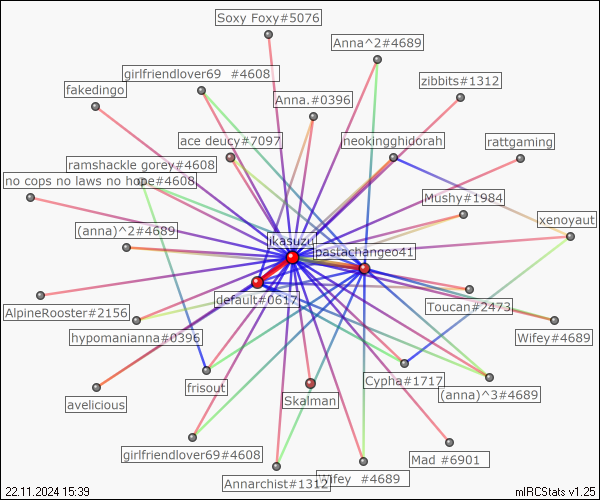 Soxy Foxy#5076
Anna^2#4689
girlfriendlover69 #4608
zibbits#1312
fakedingo
Anna.#0396
ace deucy#7097
neokingghidorah
rattgaming
ramshackle gorey#4608
no cops no laws no hope#4608
Mushy#1984
xenoyaut
(anna)^2#4689
jkasuzu
pastachangeo41
default#0617
AlpineRooster#2156
Toucan#2473
hypomanianna#0396
Wifey#4689
frisout
Cypha#1717
(anna)^3#4689
avelicious
Skalman
girlfriendlover69#4608
Mad #6901
Annarchist#1312
Wifey #4689
22.11.2024 15:39
mIRCStats v1.25